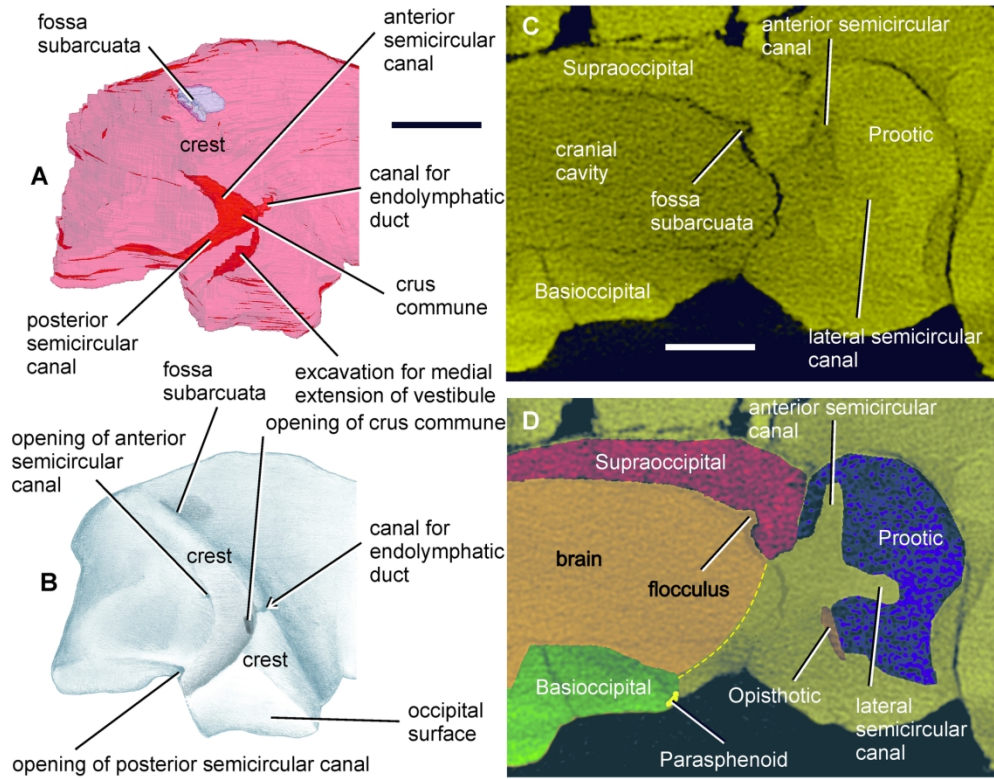 fossa
subarcuata
anterior
semicircular
canal
crest
A
canal for
endolymphatic
duct
crus
commune
posterior
semicircular
canal
excavation for medial
extension of vestibule
C
anterior semicircular
canal
Supraoccipital
Prootic
cranial
cavity
fossa
subarcuata
Basioccipital
lateral semicircular
canal
fossa
subarcuata
opening of crus commune
opening of anterior
semicircular
canal
crest
canal for
endolymphatic
duct
B
crest
occipital
surface
opening of posterior semicircular canal
D
anterior semicircular
canal
Supraoccipital
Prootic
brain
flocculus
Basioccipital
Opisthotic
lateral
semicircular
canal
Parasphenoid